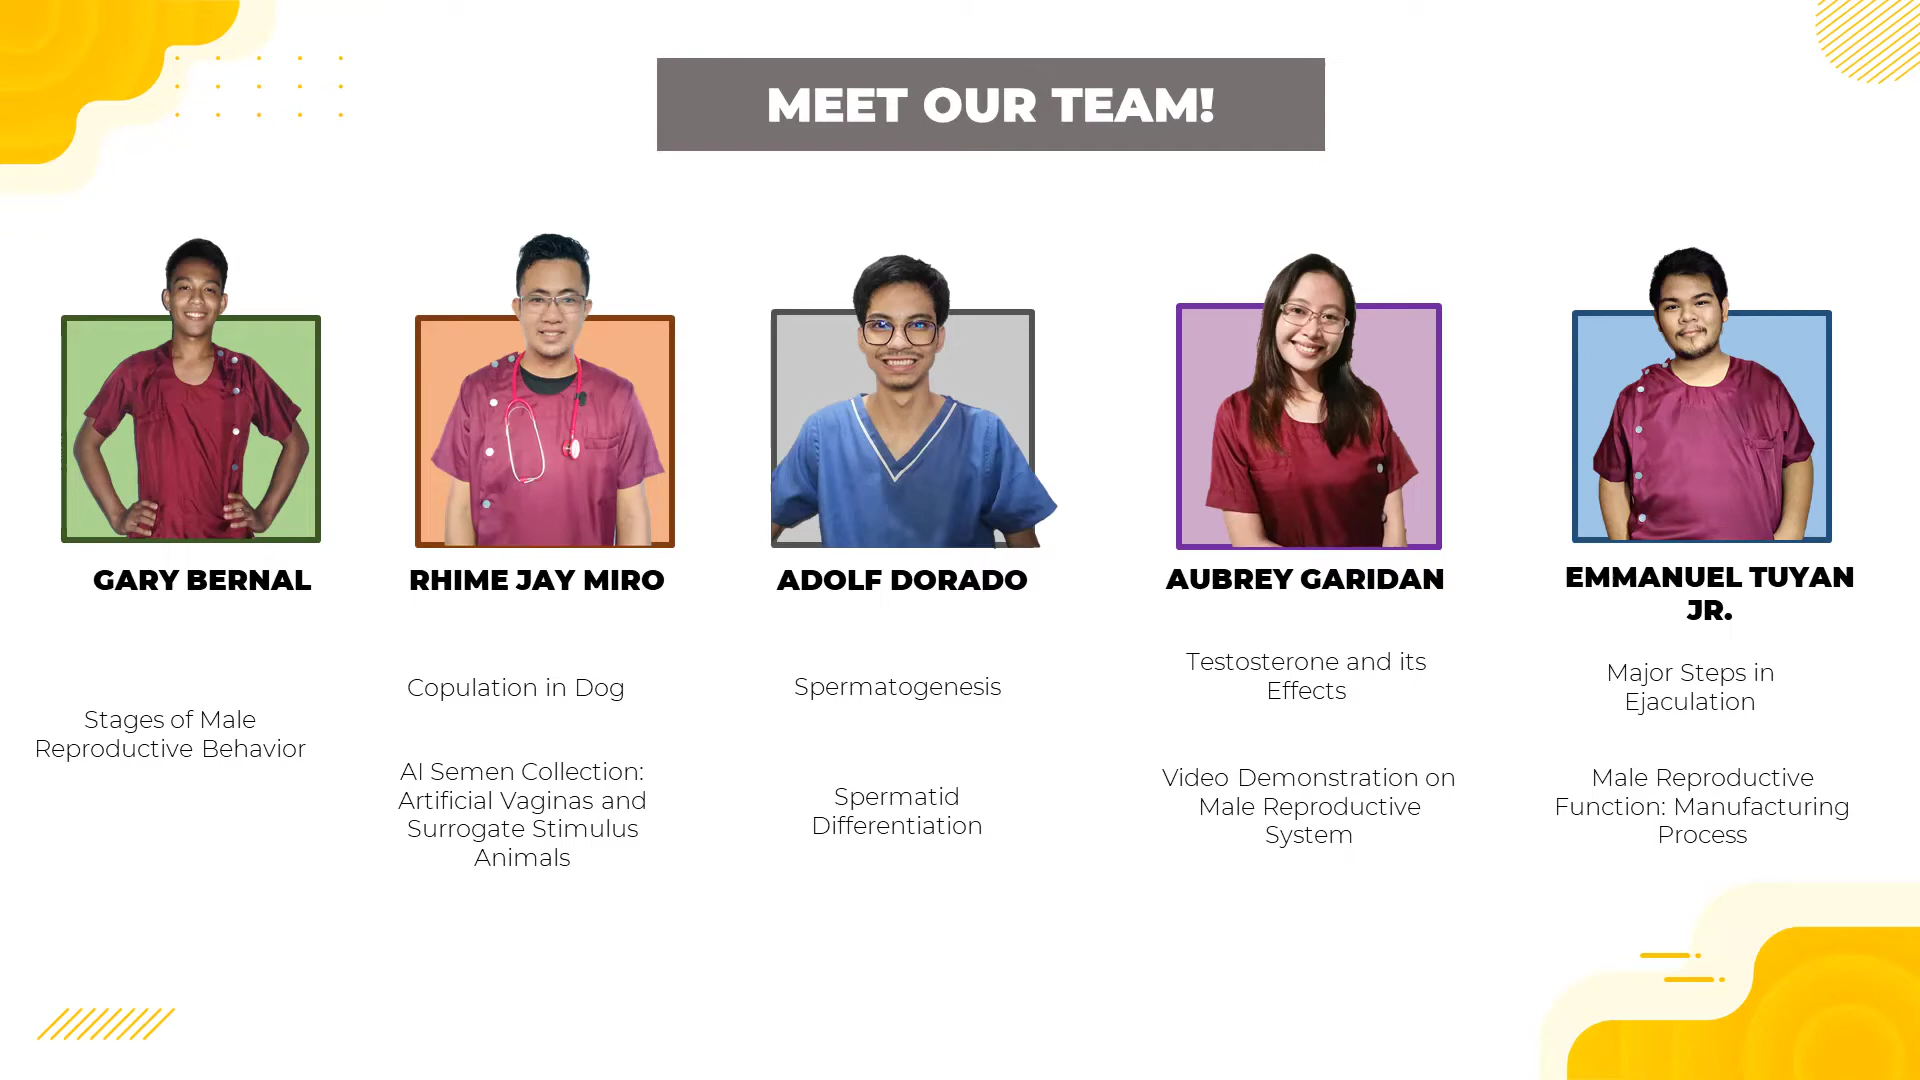 MEET OUR TEAM!
GARY BERNAL
Stages of Male
Reproductive Behavior
RHIME JAY MIRO
Copulation in Dog
AI Semen Collection:
Artificial Vaginas and
Surrogate Stimulus
Animals
ADOLF DORADO
Spermatogenesis
Spermatid
Differentiation
AUBREY GARIDAN
Testosterone and its
Effects
Video Demonstration on
Male Reproductive
System
EMMANUEL TUYAN
JR.
Major Steps in
Ejaculation
Male Reproductive
Function: Manufacturing
Process